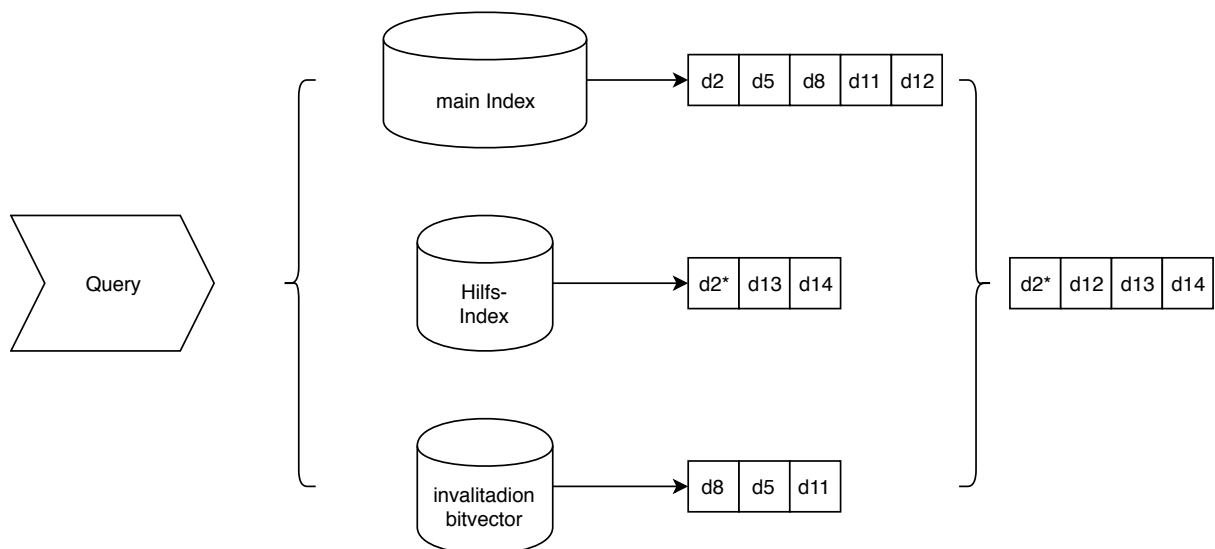 main Index
d2 d5 d8 d11 d12
Query
Hilfs-
Index
d2* d13 d14
d2* d12 d13 d14
invalitadion
bitvector
d8 d5 d11